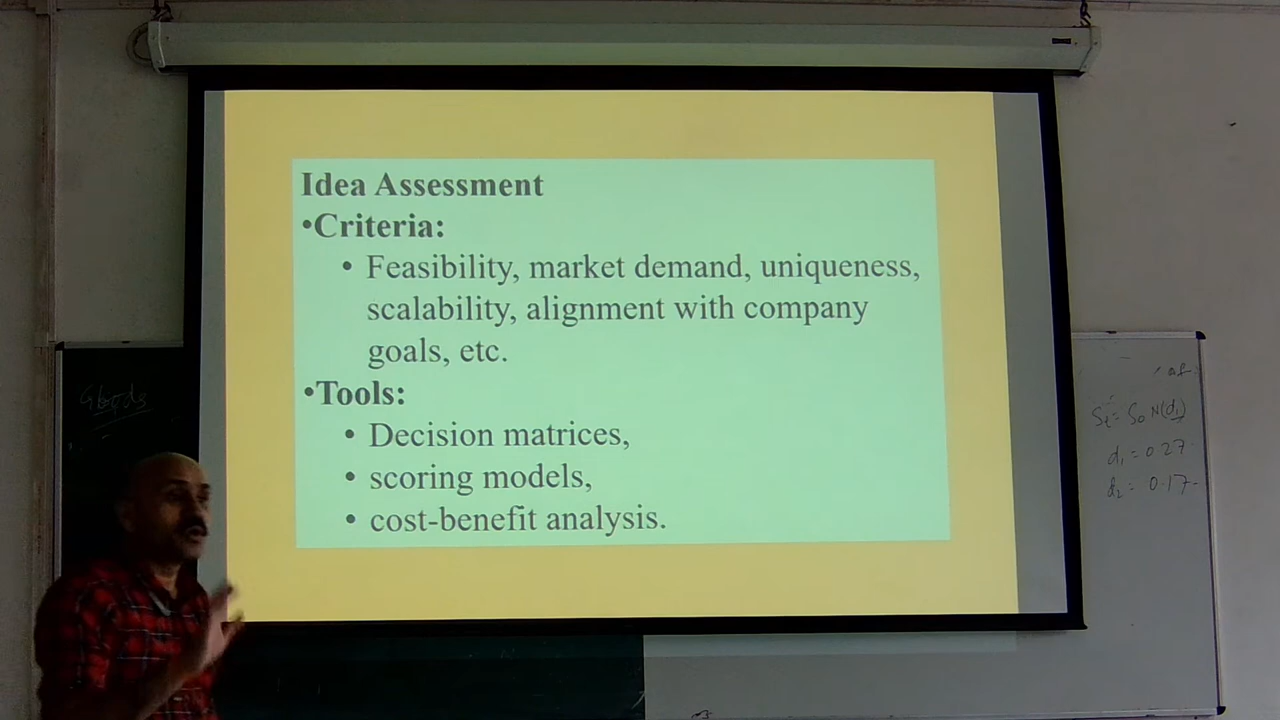 Idea Assessment
•Criteria:
• Feasibility, market demand, uniqueness,
scalability, alignment with company
goals, etc.
•Tools:
• Decision matrices,
• scoring models,
• cost-benefit analysis.
St = S0 N(d1)
d1 = 0.27
d2 = 0.17